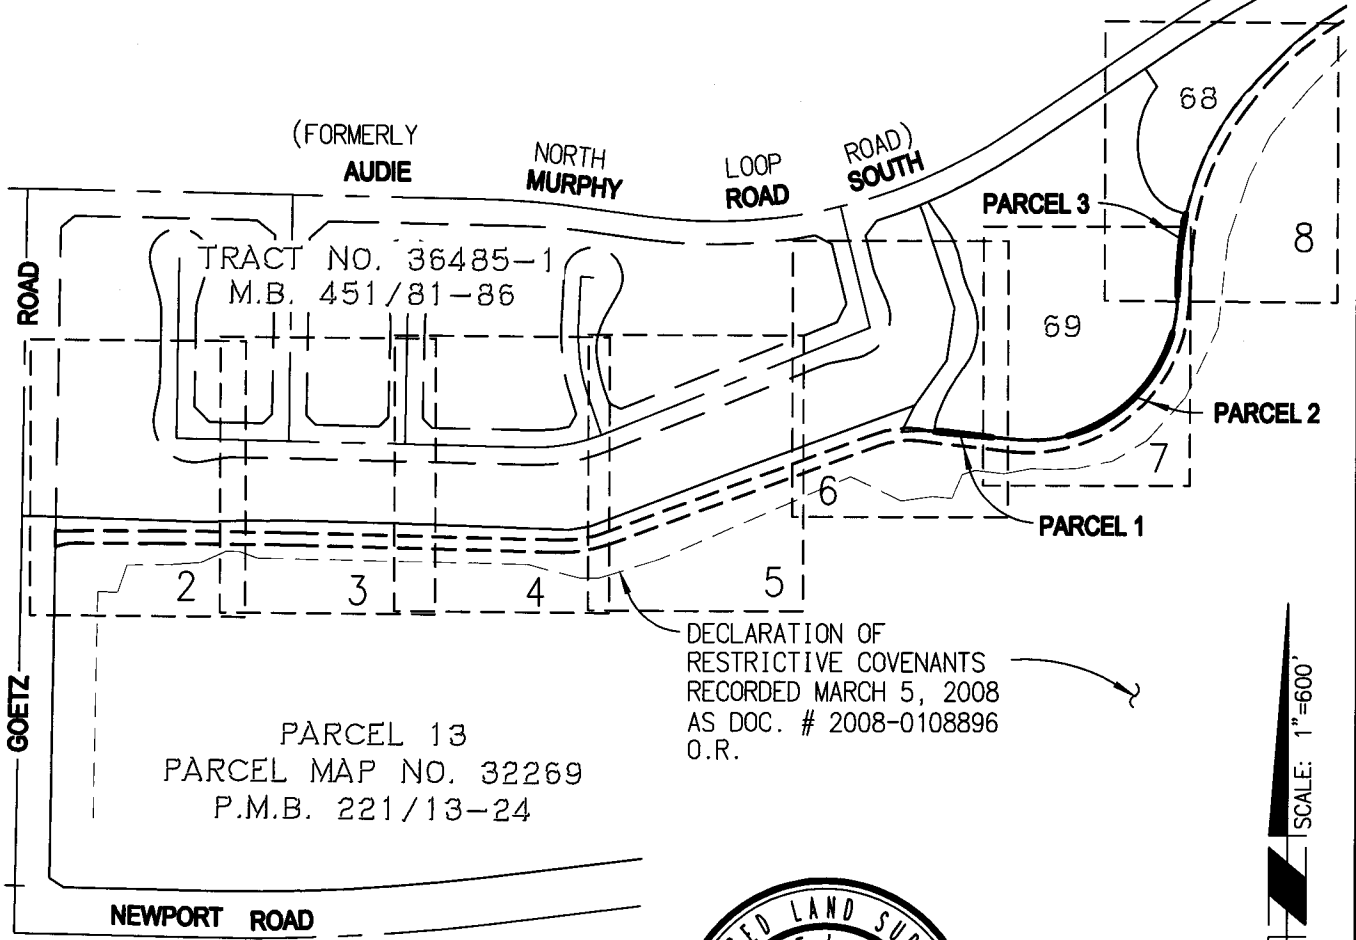 (FORMERLY NORTH LOOP ROAD)
AUDIE MURPHY ROAD SOUTH
68
PARCEL 3
8
TRACT NO. 36485-1
M.B. 451/81-86
ROAD
69
PARCEL 2
7
6
PARCEL 1
2
3
4
5
DECLARATION OF
RESTRICTIVE COVENANTS
RECORDED MARCH 5, 2008
AS DOC. # 2008-0108896
O.R.
GOETZ
PARCEL 13
PARCEL MAP NO. 32269
P.M.B. 221/13-24
SCALE: 1"=600'
NEWPORT ROAD
LAND